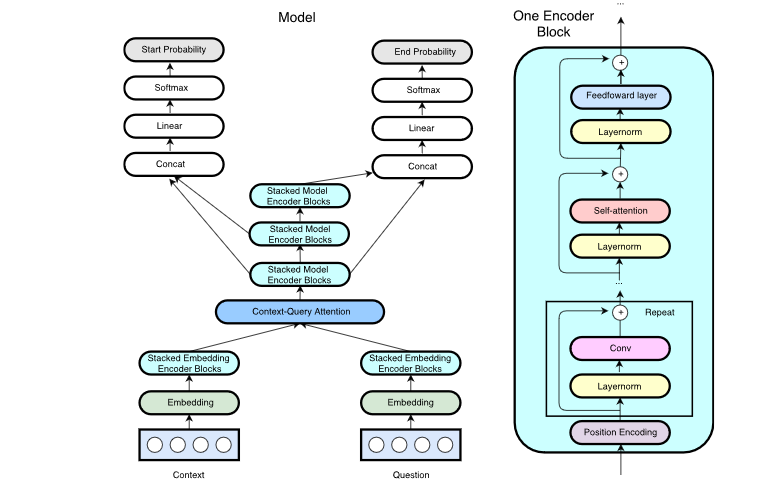 Model
Start Probability
Softmax
Linear
Concat
End Probability
Softmax
Linear
Concat
Stacked Model
Encoder Blocks
Stacked Model
Encoder Blocks
Stacked Model
Encoder Blocks
Context-Query Attention
Stacked Embedding
Encoder Blocks
Stacked Embedding
Encoder Blocks
Embedding
Embedding
Context
Question
One Encoder
Block
...
+
Feedfoward layer
Layernorm
+
Self-attention
Layernorm
...
+
Repeat
Conv
Layernorm
Position Encoding